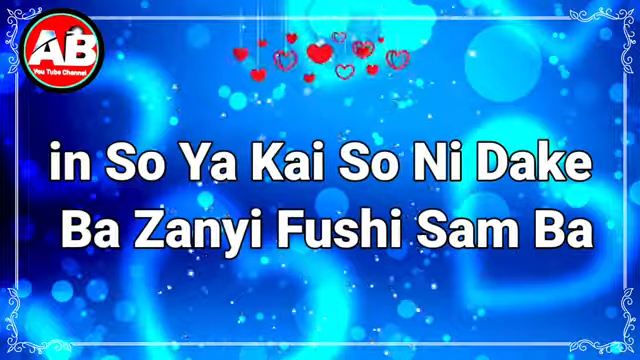 AB
You Tube Channel
in So Ya Kai So Ni Dake
Ba Zanyi Fushi Sam Ba